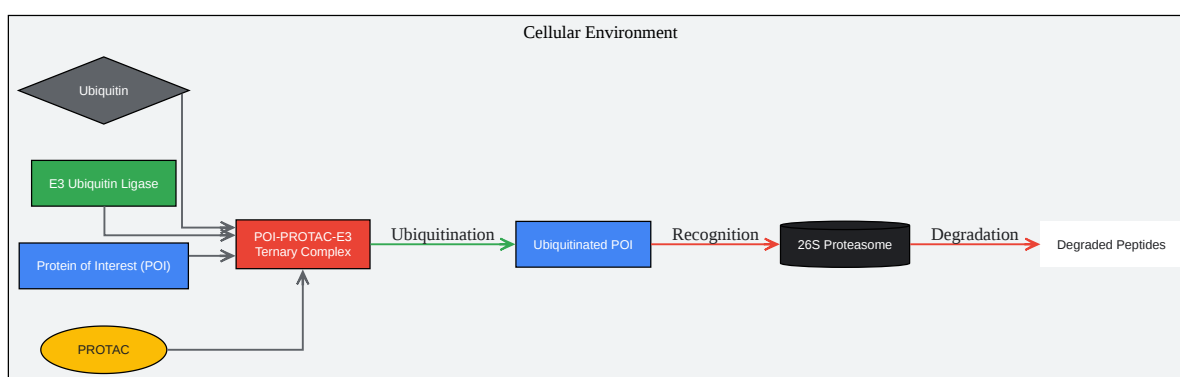 Cellular Environment
Ubiquitin
E3 Ubiquitin Ligase
Protein of Interest (POI)
PROTAC
POI-PROTAC-E3
Ternary Complex
Ubiquitination
Ubiquitinated POI
Recognition
26S Proteasome
Degradation
Degraded Peptides